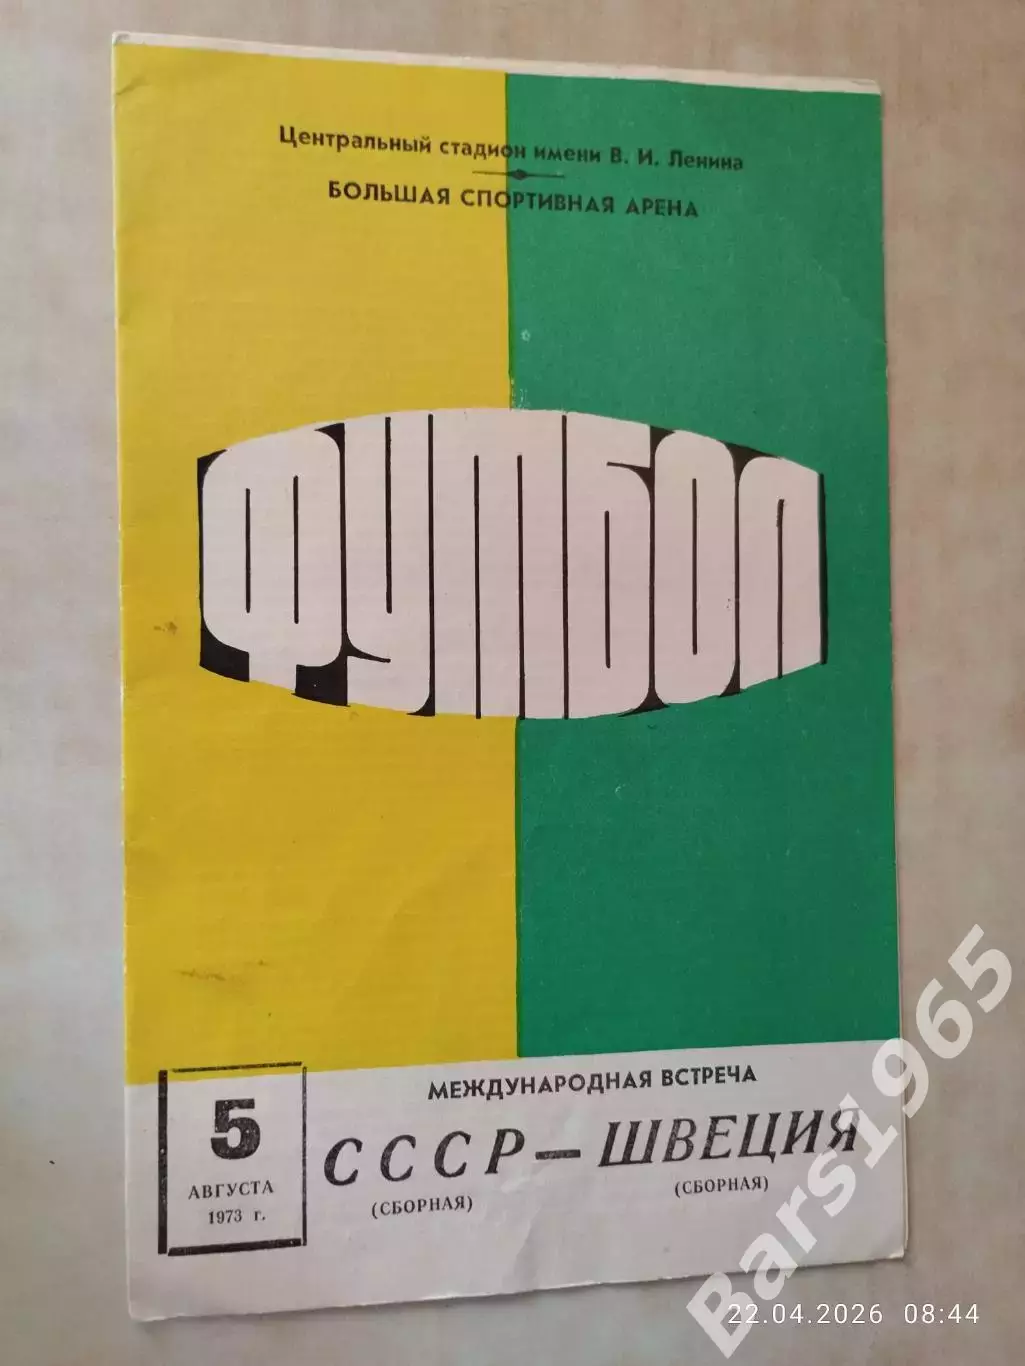 Центральный стадион имени В. И. Ленина
БОЛЬШАЯ СПОРТИВНАЯ АРЕНА
ФУТБОЛ
5
АВГУСТА
1973 г.
МЕЖДУНАРОДНАЯ ВСТРЕЧА
СССР — ШВЕЦИЯ
(СБОРНАЯ) (СБОРНАЯ)
Bars1965
22.04.2026 08:44